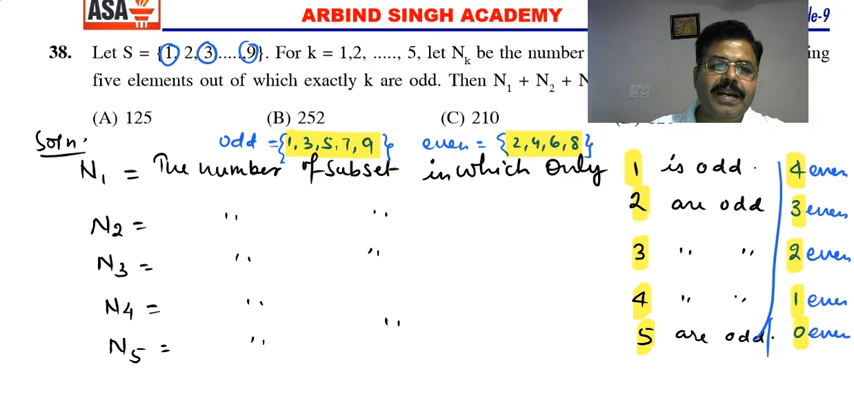 ASA
ARBIND SINGH ACADEMY
38. Let S = {1, 2, 3....., 9}. For k = 1,2, ....., 5, let Nₖ be the number
five elements out of which exactly k are odd. Then N₁ + N₂ + N
(A) 125 (B) 252 (C) 210
Soln: odd = {1, 3, 5, 7, 9} even = {2, 4, 6, 8}
N₁ = The number of subset in which only 1 is odd. 4 even
N₂ = " " 2 are odd 3 even
N₃ = " " 3 " " 2 even
N₄ = " " 4 " " 1 even
N₅ = " 5 are odd. 0 even